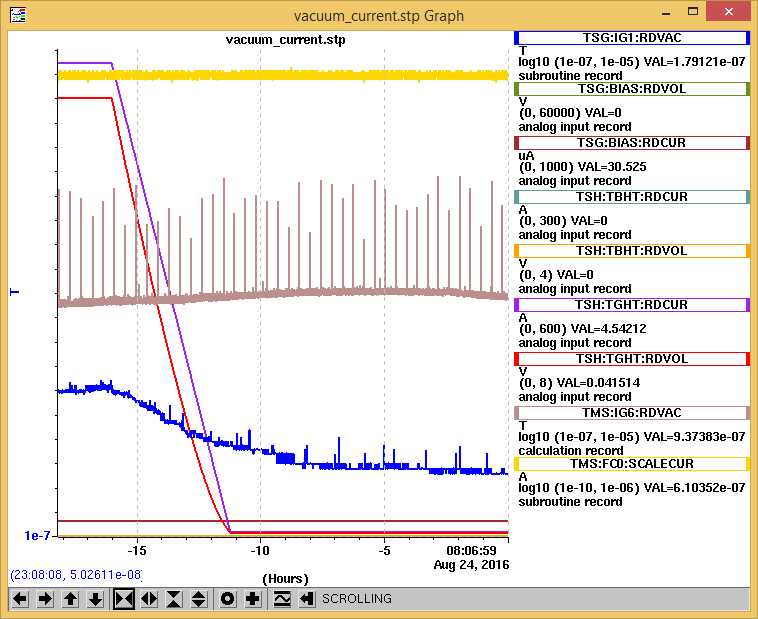 vacuum_current.stp Graph
vacuum_current.stp
T
1e-7
-15
-10
-5
08:06:59
Aug 24, 2016
(Hours)
(23:08:08, 5.02611e-08)
TSG:IG1:RDVAC
T
log10 (1e-07, 1e-05) VAL=1.79121e-07
subroutine record
TSG:BIAS:RDVOL
V
(0, 60000) VAL=0
analog input record
TSG:BIAS:RDCUR
uA
(0, 1000) VAL=30.525
analog input record
TSH:TBHT:RDCUR
A
(0, 300) VAL=0
analog input record
TSH:TBHT:RDVOL
V
(0, 4) VAL=0
analog input record
TSH:TGHT:RDCUR
A
(0, 600) VAL=4.54212
analog input record
TSH:TGHT:RDVOL
V
(0, 8) VAL=0.041514
analog input record
TMS:IG6:RDVAC
T
log10 (1e-07, 1e-05) VAL=9.37383e-07
calculation record
TMS:FC0:SCALECUR
A
log10 (1e-10, 1e-06) VAL=6.10352e-07
subroutine record
SCROLLING